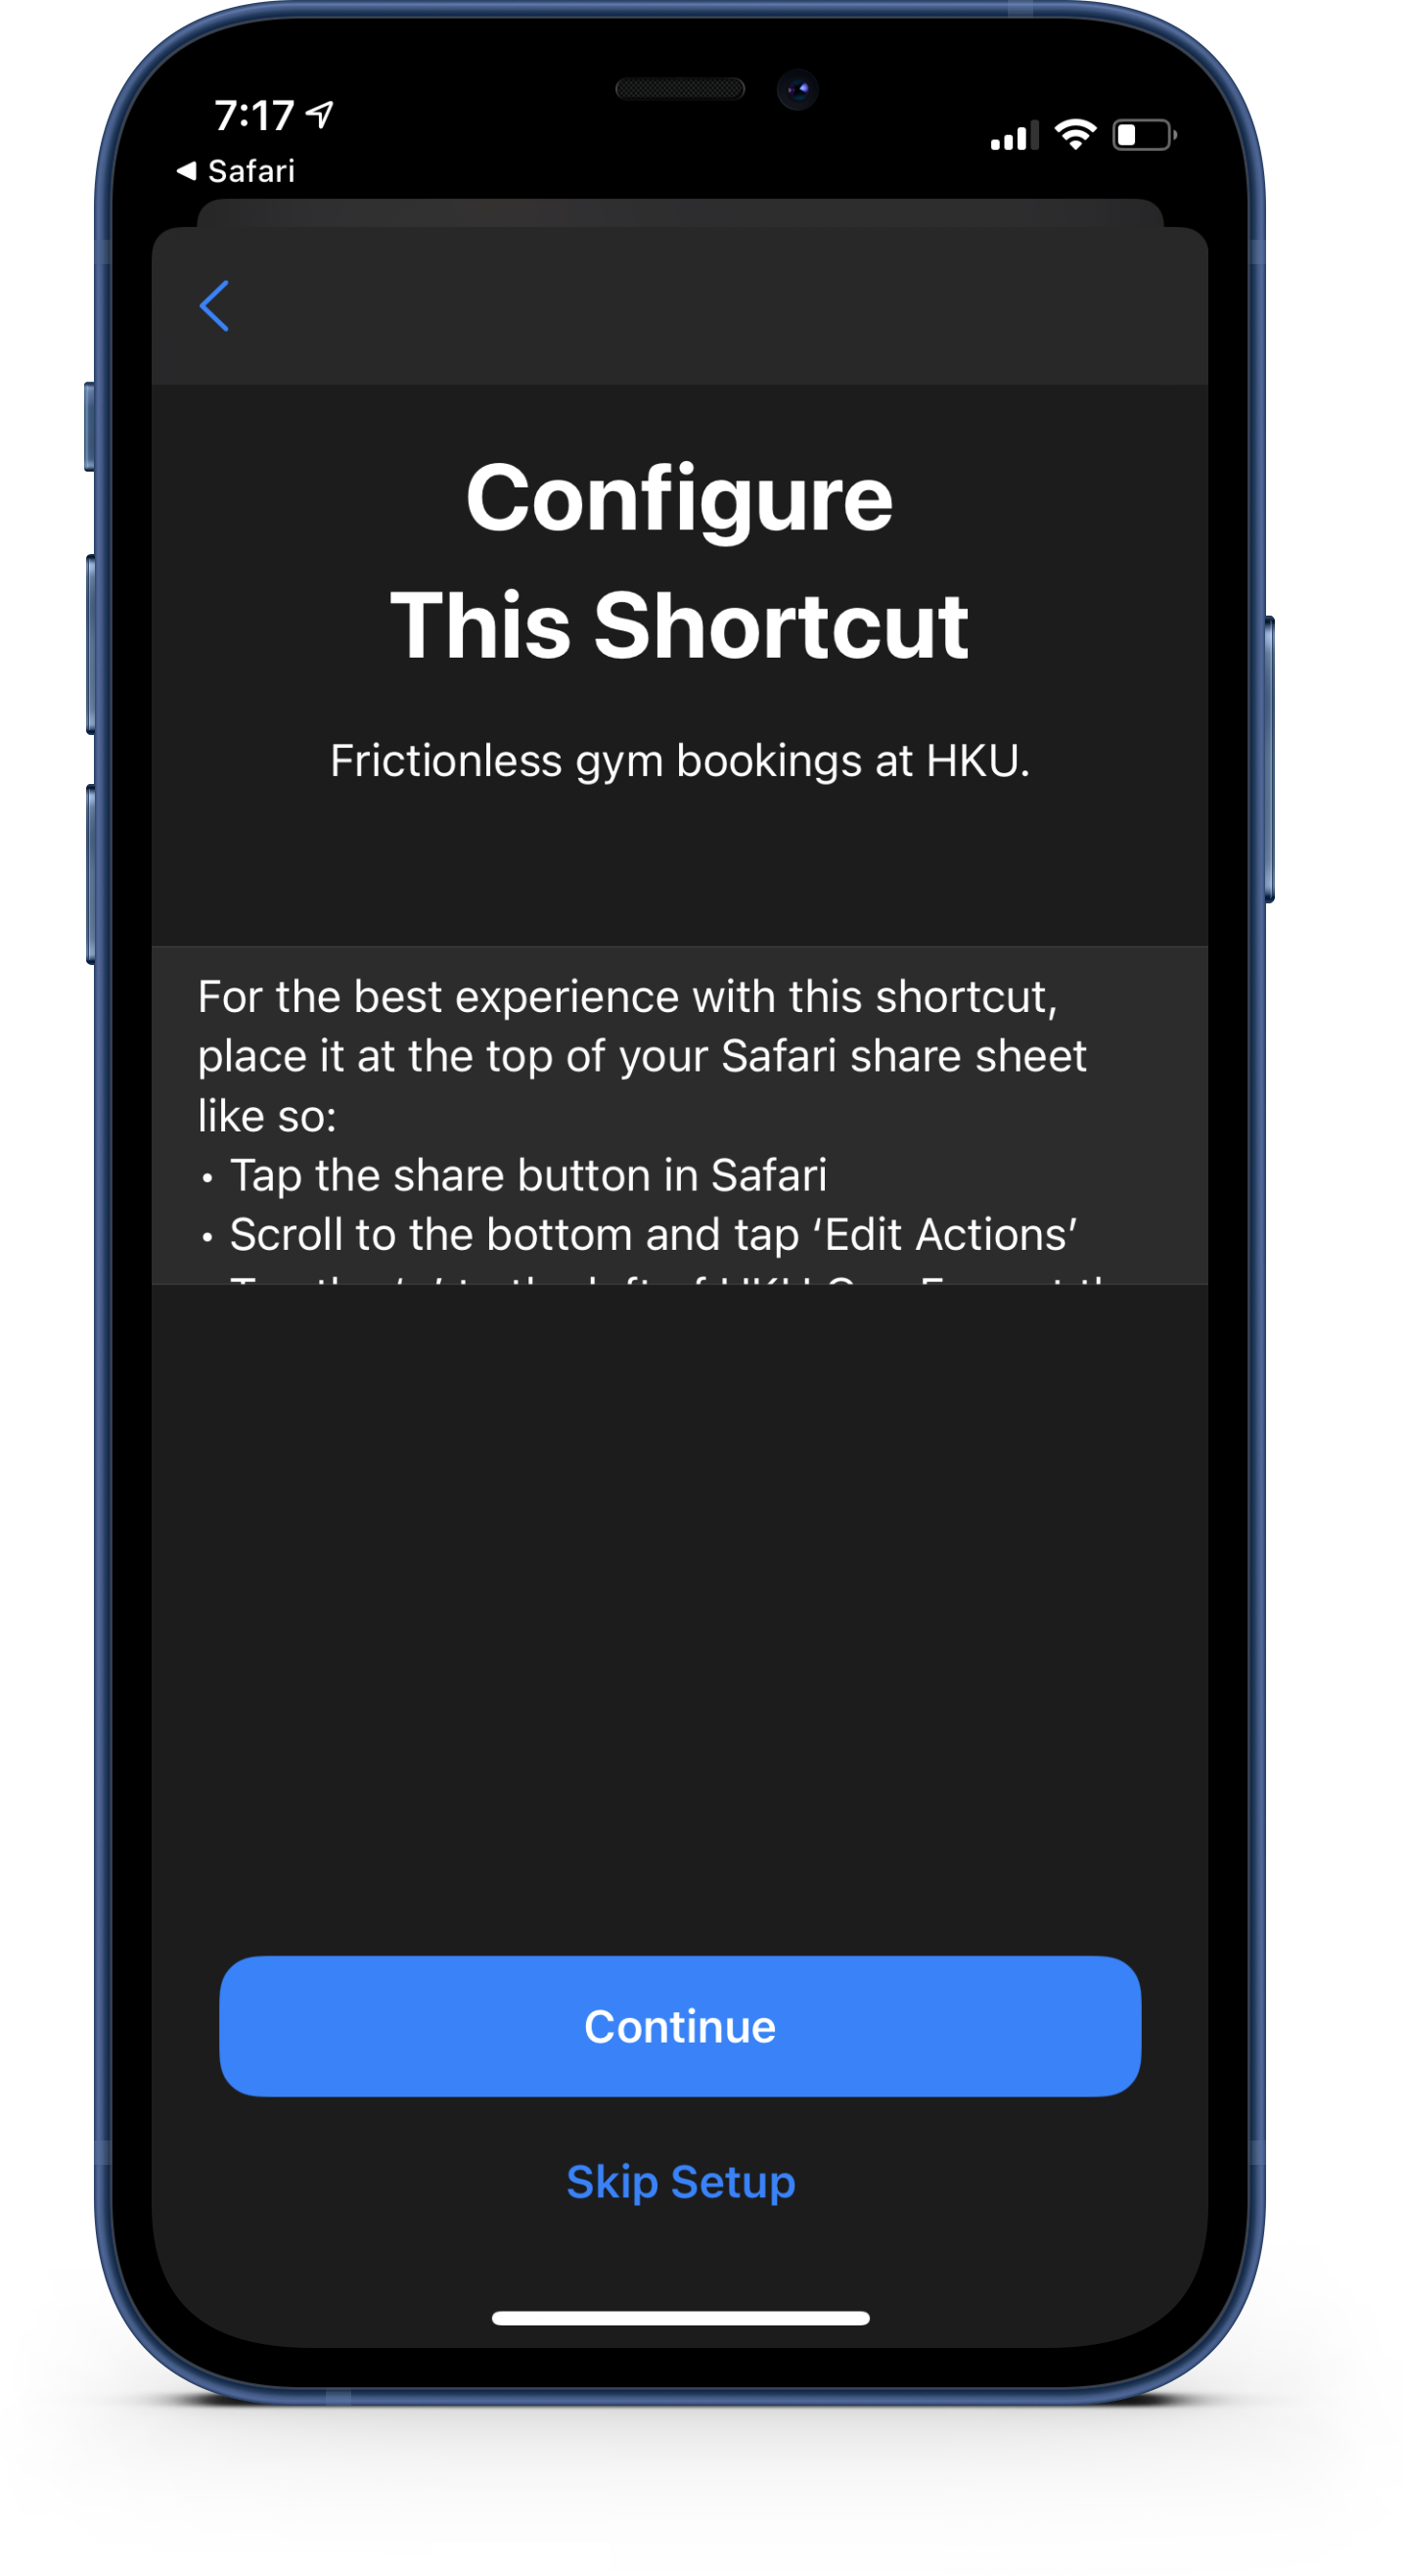 7:17
Safari
Configure
This Shortcut
Frictionless gym bookings at HKU.
For the best experience with this shortcut,
place it at the top of your Safari share sheet
like so:
• Tap the share button in Safari
• Scroll to the bottom and tap ‘Edit Actions’
Continue
Skip Setup